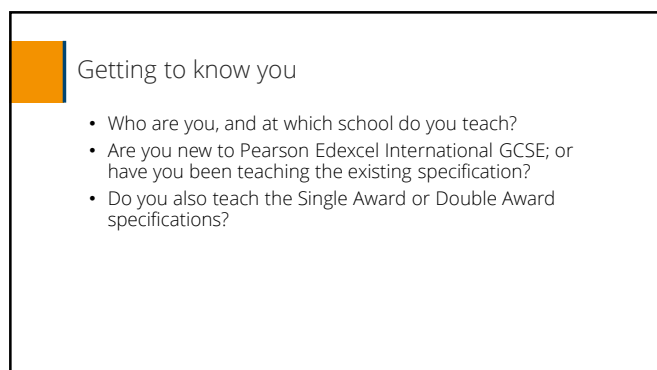 Getting to know you
• Who are you, and at which school do you teach?
• Are you new to Pearson Edexcel International GCSE; or
have you been teaching the existing specification?
• Do you also teach the Single Award or Double Award
specifications?